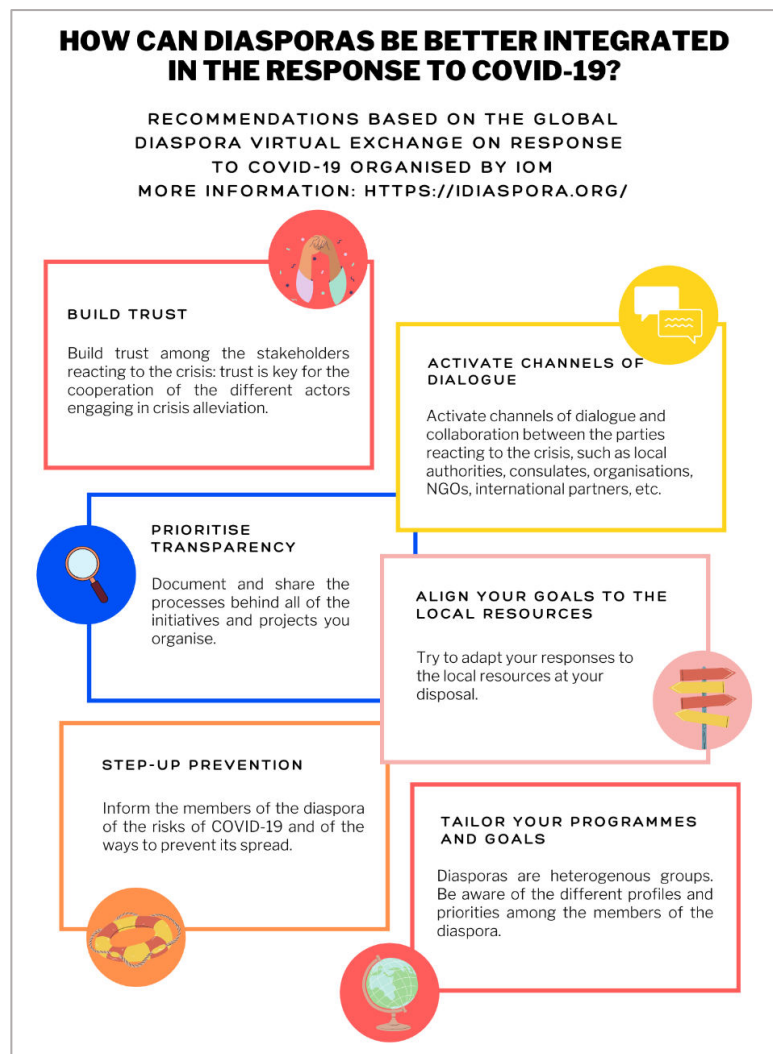 HOW CAN DIASPORAS BE BETTER INTEGRATED
IN THE RESPONSE TO COVID-19?
RECOMMENDATIONS BASED ON THE GLOBAL
DIASPORA VIRTUAL EXCHANGE ON RESPONSE
TO COVID-19 ORGANISED BY IOM
MORE INFORMATION: HTTPS://IDIASPORA.ORG/
BUILD TRUST
Build trust among the stakeholders
reacting to the crisis: trust is key for the
cooperation of the different actors
engaging in crisis alleviation.
ACTIVATE CHANNELS OF
DIALOGUE
Activate channels of dialogue and
collaboration between the parties
reacting to the crisis, such as local
authorities, consulates, organisations,
NGOs, international partners, etc.
PRIORITISE
TRANSPARENCY
Document and share the
processes behind all of the
initiatives and projects you
organise.
ALIGN YOUR GOALS TO THE
LOCAL RESOURCES
Try to adapt your responses to
the local resources at your
disposal.
STEP-UP PREVENTION
Inform the members of the diaspora
of the risks of COVID-19 and of the
ways to prevent its spread.
TAILOR YOUR PROGRAMMES
AND GOALS
Diasporas are heterogenous groups.
Be aware of the different profiles and
priorities among the members of the
diaspora.